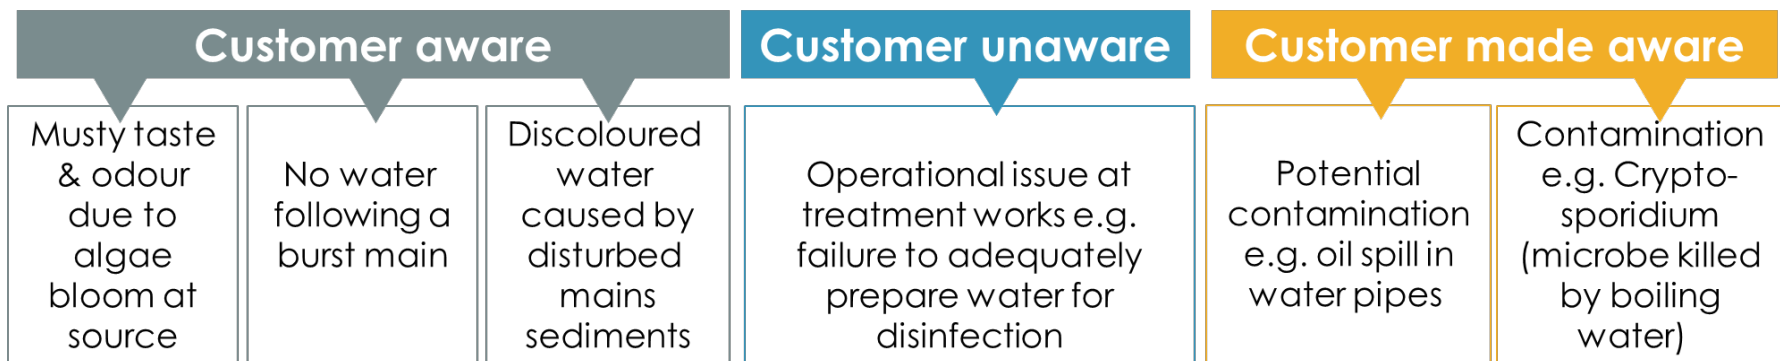 Customer aware
Customer unaware
Customer made aware
Musty taste
& odour
due to
algae
bloom at
source
No water
following a
burst main
Discoloured
water
caused by
disturbed
mains
sediments
Operational issue at
treatment works e.g.
failure to adequately
prepare water for
disinfection
Potential
contamination
e.g. oil spill in
water pipes
Contamination
e.g. Crypto-
sporidium
(microbe killed
by boiling
water)